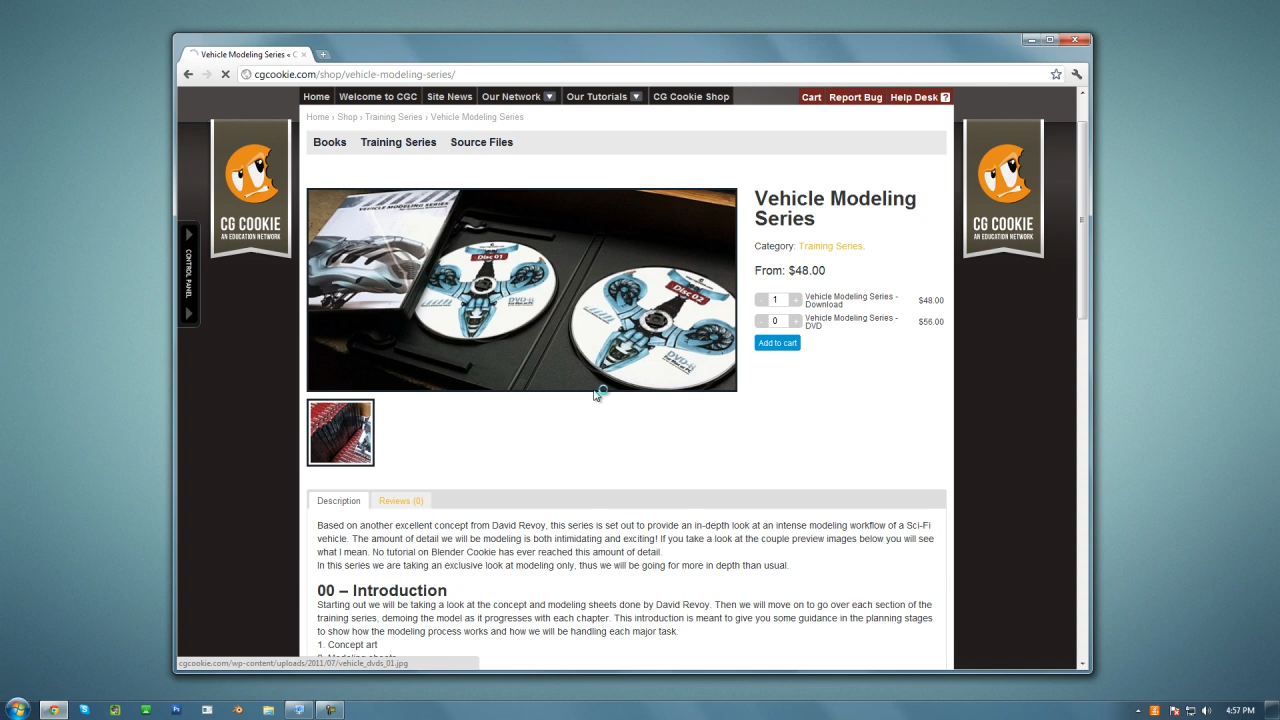 Vehicle Modeling Series « C
cgcookie.com/shop/vehicle-modeling-series/
Home Welcome to CGC Site News Our Network Our Tutorials CG Cookie Shop Cart Report Bug Help Desk ?
Home › Shop › Training Series › Vehicle Modeling Series
Books Training Series Source Files
CG COOKIE
AN EDUCATION NETWORK
CONTROL PANEL
VEHICLE MODELING SERIES
Disc 01
DVD-R
Disc 02
DVD-R
Vehicle Modeling
Series
Category: Training Series.
From: $48.00
- 1 + Vehicle Modeling Series -
Download $48.00
- 0 + Vehicle Modeling Series -
DVD $56.00
Add to cart
CG COOKIE
AN EDUCATION NETWORK
Description Reviews (0)
Based on another excellent concept from David Revoy, this series is set out to provide an in-depth look at an intense modeling workflow of a Sci-Fi
vehicle. The amount of detail we will be modeling is both intimidating and exciting! If you take a look at the couple preview images below you will see
what I mean. No tutorial on Blender Cookie has ever reached this amount of detail.
In this series we are taking an exclusive look at modeling only, thus we will be going for more in depth than usual.
00 – Introduction
Starting out we will be taking a look at the concept and modeling sheets done by David Revoy. Then we will move on to go over each section of the
training series, demoing the model as it progresses with each chapter. This introduction is meant to give you some guidance in the planning stages
to show how the modeling process works and how we will be handling each major task.
1. Concept art
2. Modeling sheets
cgcookie.com/wp-content/uploads/2011/07/vehicle_dvds_01.jpg
4:57 PM